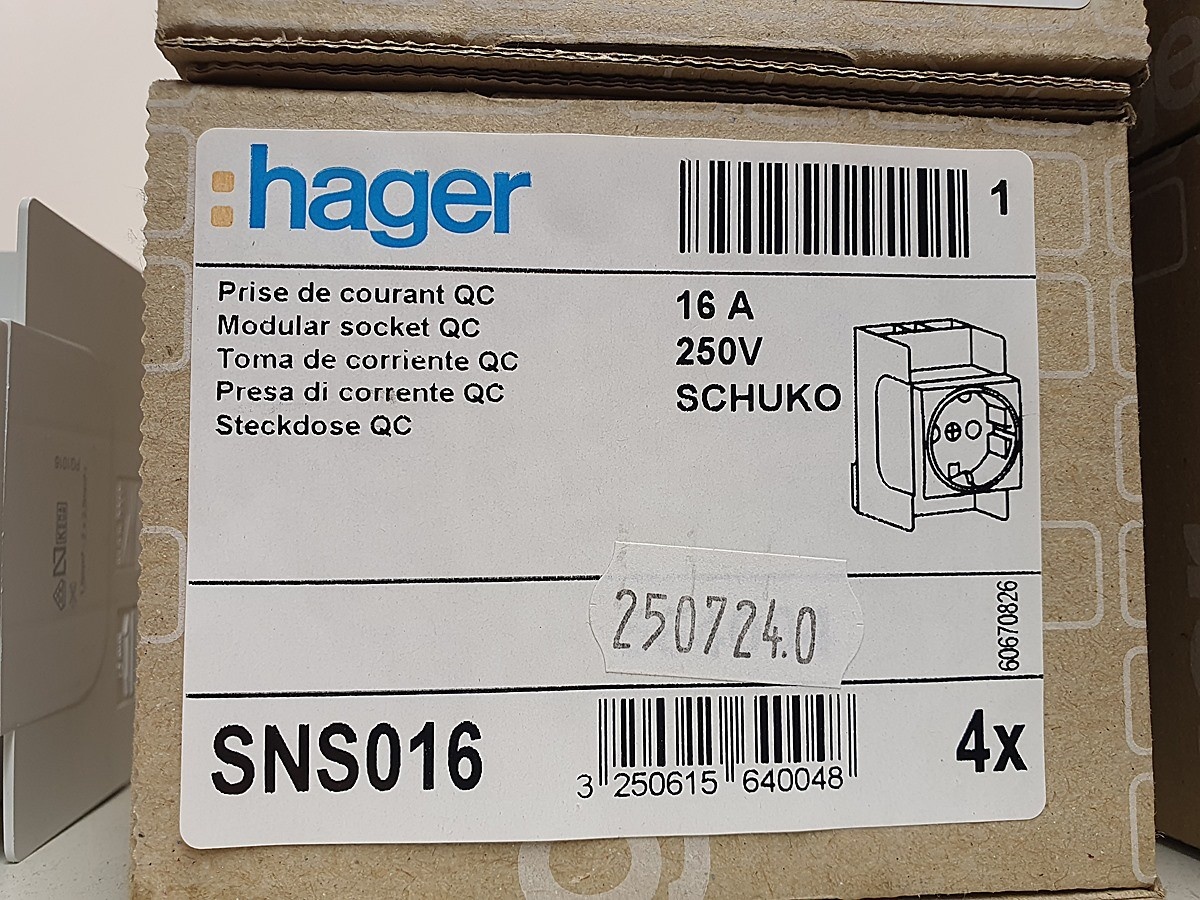 hager
1
Prise de courant QC
Modular socket QC
Toma de corriente QC
Presa di corrente QC
Steckdose QC
16 A
250V
SCHUKO
250724.0
60670826
SNS016
3 250615 640048
4x